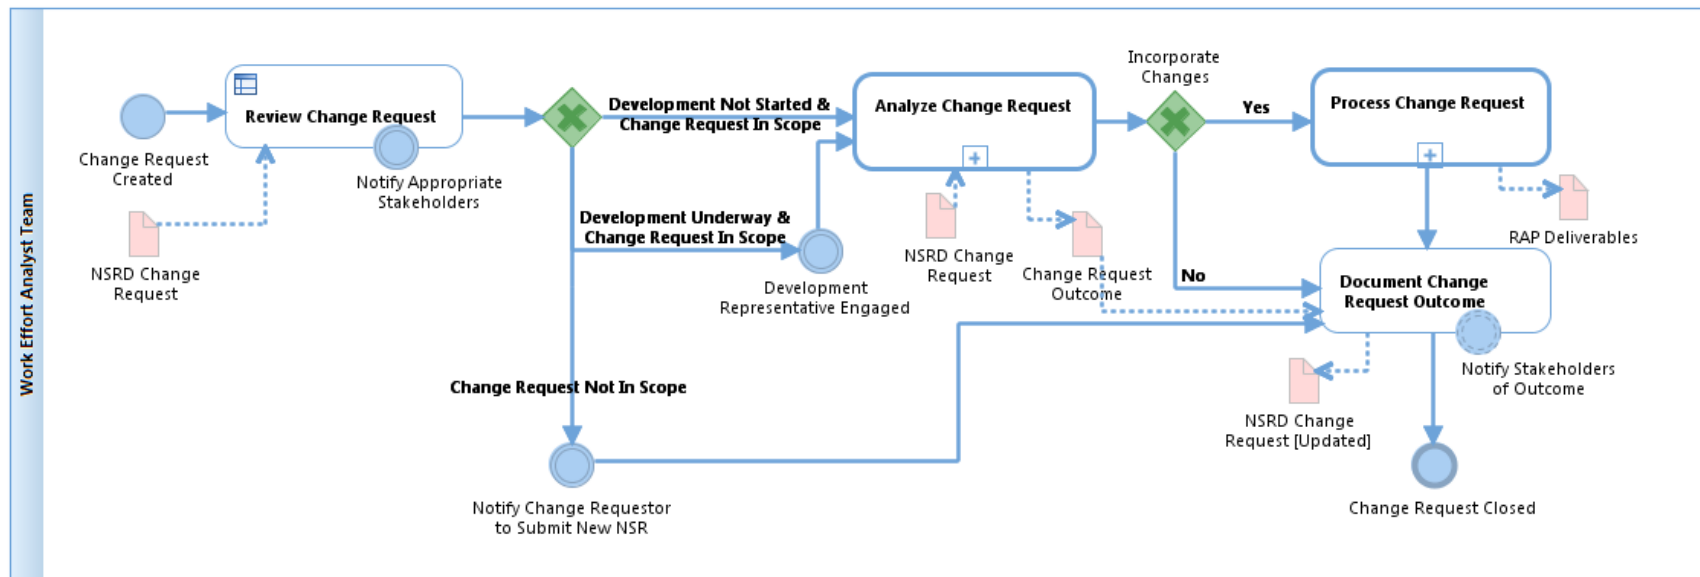 Work Effort Analyst Team
Change Request
Created
NSRD Change
Request
Review Change Request
Notify Appropriate
Stakeholders
Development Not Started &
Change Request In Scope
Development Underway &
Change Request In Scope
Change Request Not In Scope
Notify Change Requestor
to Submit New NSR
Development
Representative Engaged
Analyze Change Request
NSRD Change
Request
Change Request
Outcome
Incorporate
Changes
Yes
No
Process Change Request
RAP Deliverables
Document Change
Request Outcome
Notify Stakeholders
of Outcome
NSRD Change
Request [Updated]
Change Request Closed